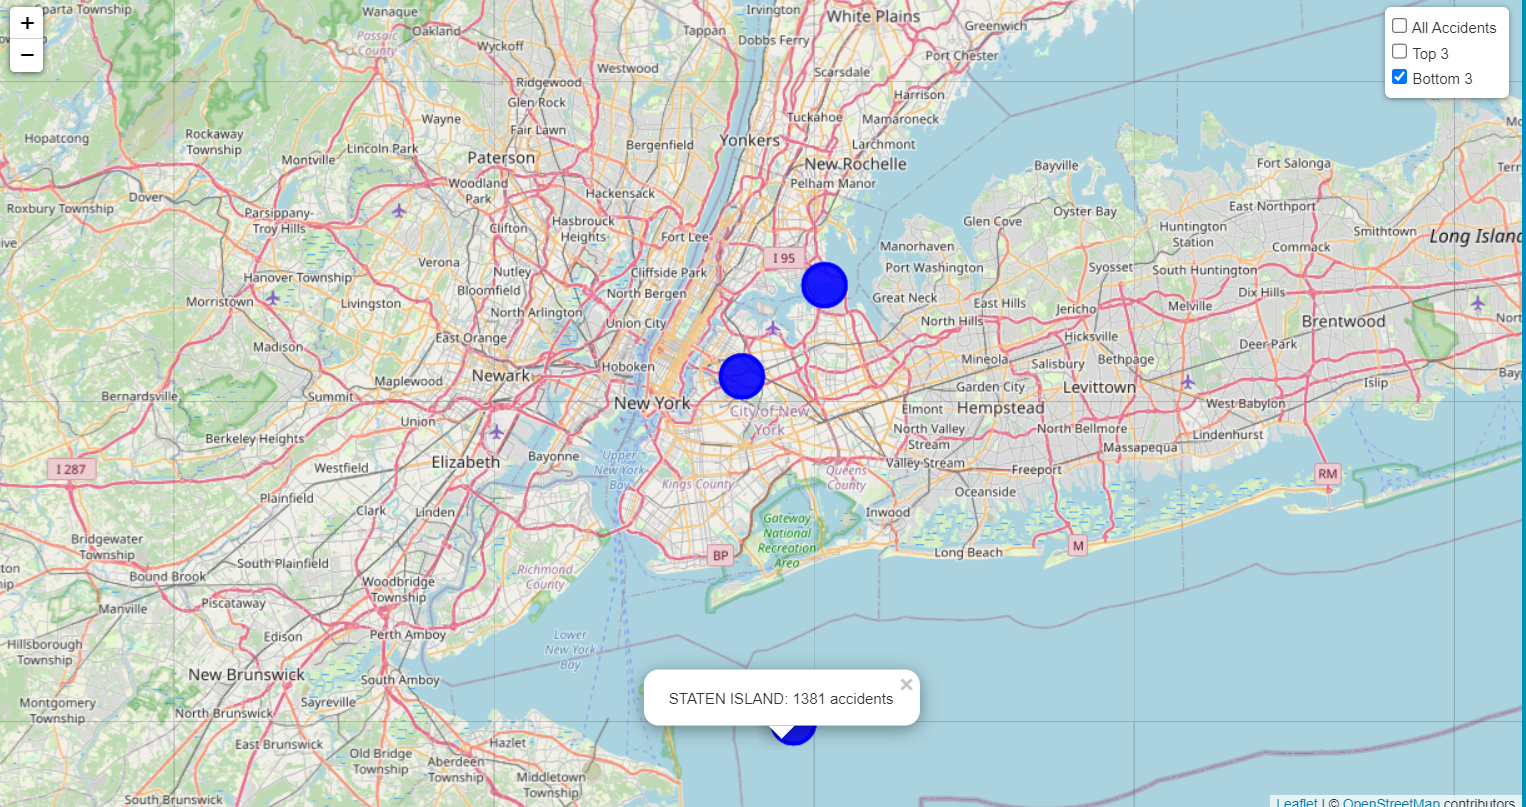 +
−
All Accidents
Top 3
Bottom 3
Sparta Township
Wanaque
Oakland
Passaic
County
Wyckoff
Irvington
Tappan
Dobbs Ferry
White Plains
Greenwich
Port Chester
Westwood
Ridgewood
Glen Rock
Scarsdale
Harrison
Hopatcong
Rockaway
Township
Wayne
Fair Lawn
Tuckahoe
Mamaroneck
Montville
Lincoln Park
Paterson
Bergenfield
Yonkers
Larchmont
New Rochelle
Pelham Manor
Bayville
Fort Salonga
Dover
Roxbury Township
Woodland
Park
Hackensack
Parsippany-
Troy Hills
Clifton
Hasbrouck
Heights
Fort Lee
Glen Cove
Oyster Bay
East Northport
Huntington
Station
Smithtown
Commack
Long Island
I 95
Manorhaven
Port Washington
Verona
Nutley
Cliffside Park
Syosset
South Huntington
Hanover Township
Bloomfield
North Bergen
Great Neck
East Hills
Dix Hills
Morristown
Livingston
North Arlington
Union City
North Hills
Jericho
Melville
Brentwood
Madison
East Orange
Hicksville
Deer Park
Mineola
Salisbury
Bethpage
Hoboken
Newark
Maplewood
Garden City
Levittown
Islip
Bernardsville
Summit
New York
City of New
York
Elmont
Hempstead
West Babylon
Union
North Valley
Stream
North Bellmore
Lindenhurst
Berkeley Heights
Massapequa
Elizabeth
Bayonne
Upper
New York
Bay
Valley Stream
Freeport
I 287
Westfield
Kings County
Queens
County
RM
Plainfield
Oceanside
Clark
Linden
Inwood
Gateway
National
Recreation
Area
Bridgewater
Township
BP
Long Beach
M
South Plainfield
Richmond
County
Bound Brook
Woodbridge
Township
Manville
Piscataway
Edison
Perth Amboy
Lower
New York
Bay
Hillsborough
Township
New Brunswick
South Amboy
STATEN ISLAND: 1381 accidents
×
Montgomery
Township
Sayreville
North Brunswick
East Brunswick
Old Bridge
Township
Hazlet
Aberdeen
Township
Middletown
Township
South Brunswick
Leaflet | © OpenStreetMap contributors